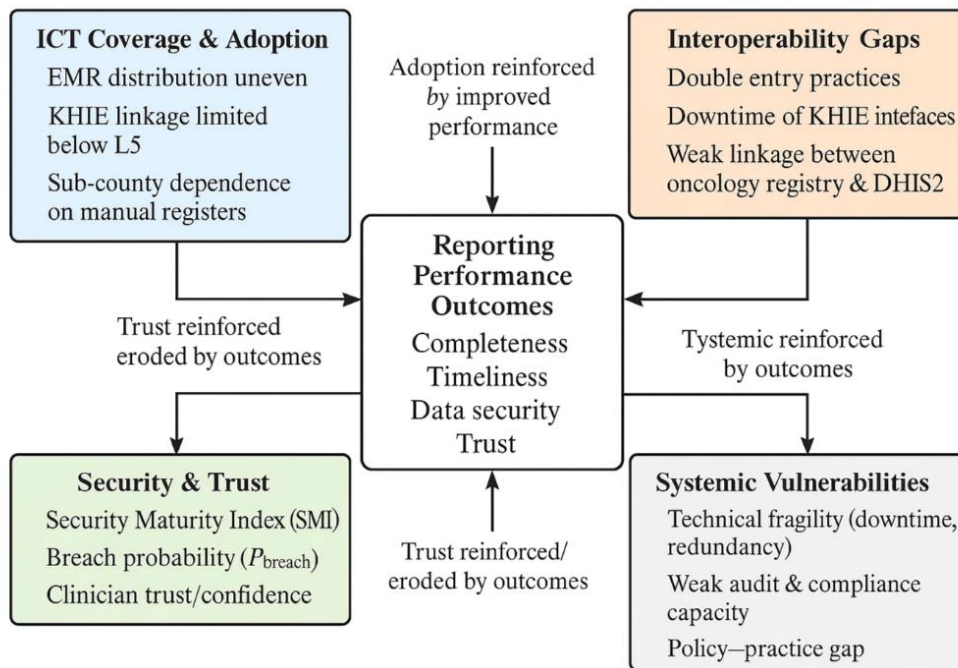 ICT Coverage & Adoption
EMR distribution uneven
KHIE linkage limited
below L5
Sub-county dependence
on manual registers
Adoption reinforced
by improved
performance
Interoperability Gaps
Double entry practices
Downtime of KHIE intefaces
Weak linkage between
oncology registry & DHIS2
Reporting
Performance
Outcomes
Completeness
Timeliness
Data security
Trust
Trust reinforced
eroded by outcomes
Tystemic reinforced
by outcomes
Security & Trust
Security Maturity Index (SMI)
Breach probability (Pbreach)
Clinician trust/confidence
Trust reinforced/
eroded by outcomes
Systemic Vulnerabilities
Technical fragility (downtime,
redundancy)
Weak audit & compliance
capacity
Policy—practice gap